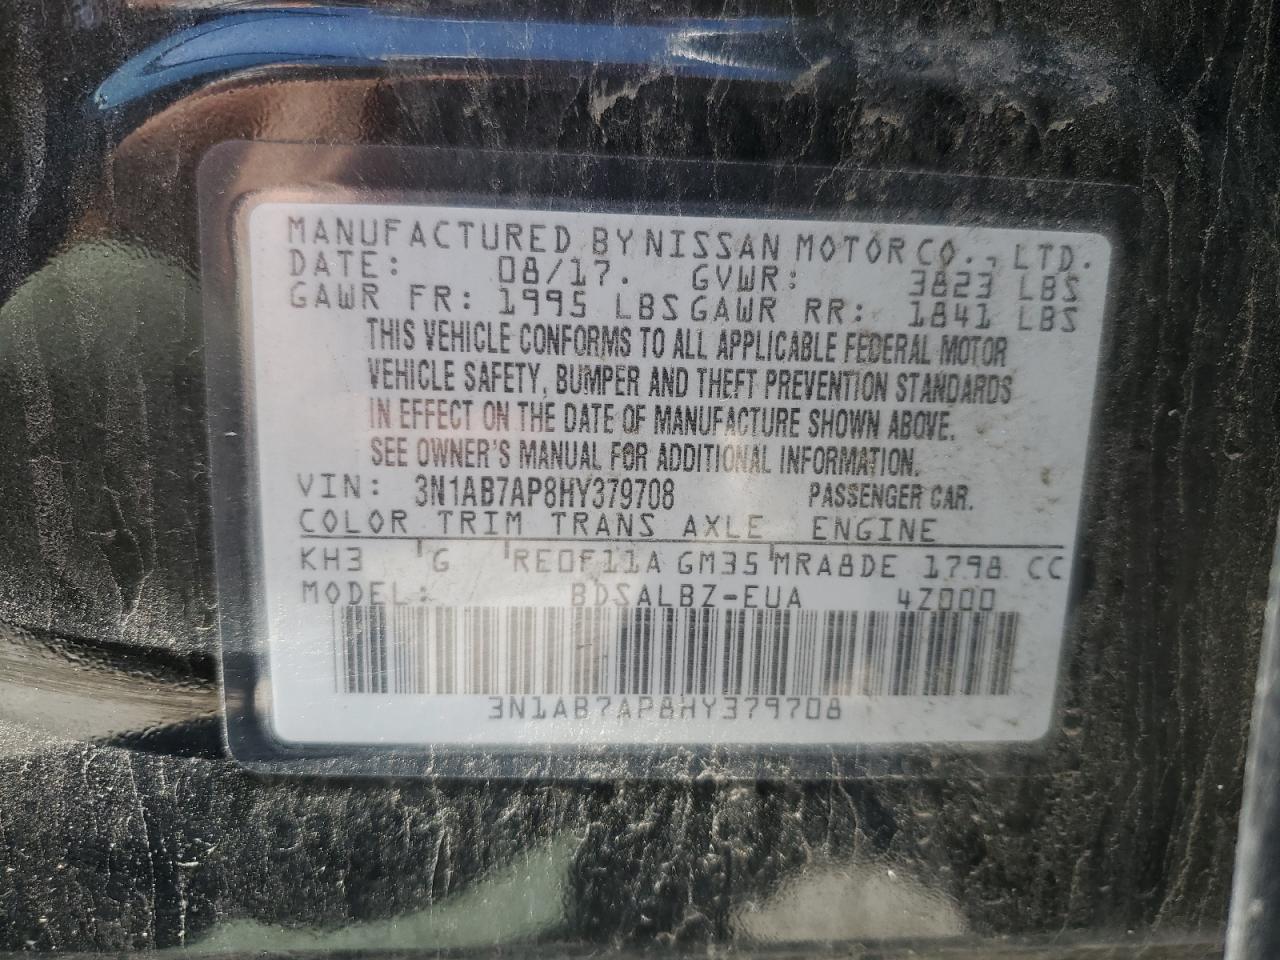 MANUFACTURED BY NISSAN MOTOR CO., LTD.
DATE: 08/17. GVWR: 3823 LBS
GAWR FR: 1995 LBS GAWR RR: 1841 LBS
THIS VEHICLE CONFORMS TO ALL APPLICABLE FEDERAL MOTOR
VEHICLE SAFETY, BUMPER AND THEFT PREVENTION STANDARDS
IN EFFECT ON THE DATE OF MANUFACTURE SHOWN ABOVE.
SEE OWNER'S MANUAL FOR ADDITIONAL INFORMATION.
VIN: 3N1AB7AP8HY379708 PASSENGER CAR.
COLOR TRIM TRANS AXLE ENGINE
KH3 G RE0F11A GM35 MRA8DE 1798 CC
MODEL: BDSALBZ-EUA 4Z000
3N1AB7AP8HY379708